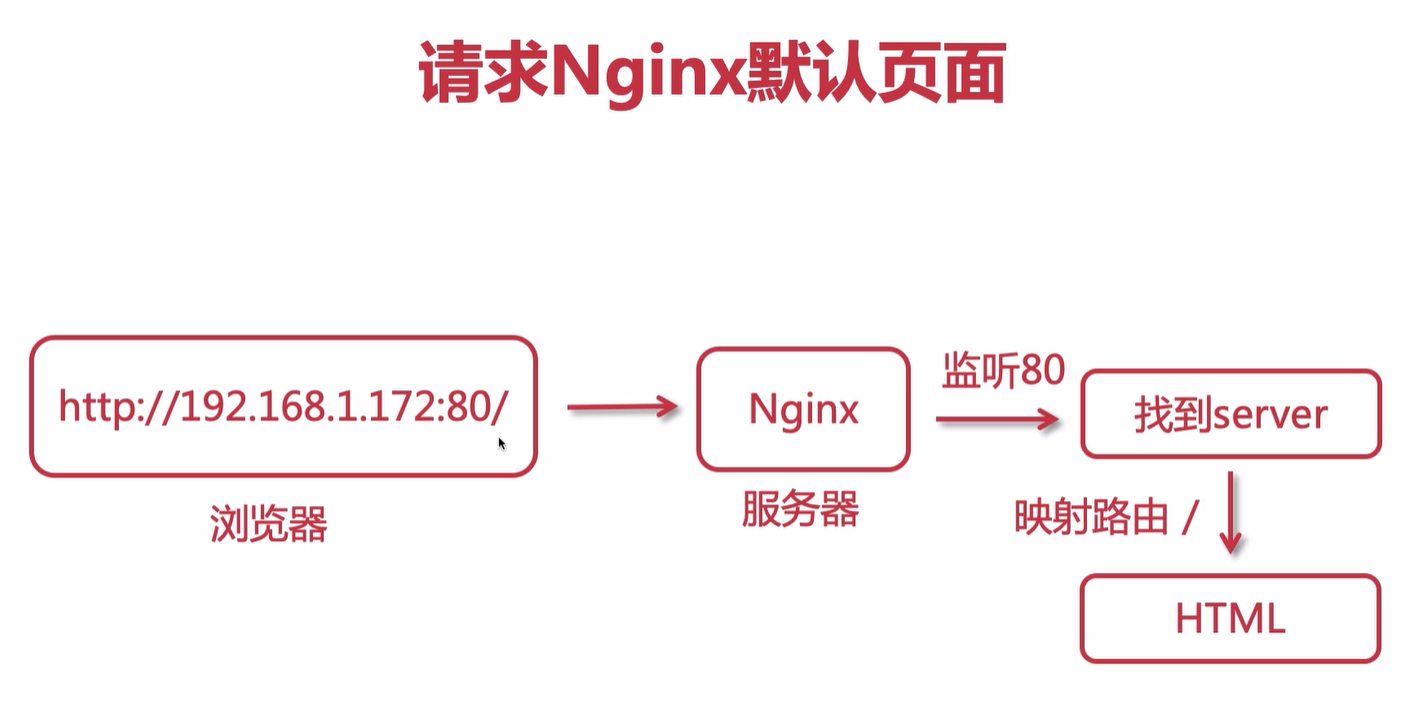 请求Nginx默认页面
http://192.168.1.172:80/
浏览器
Nginx
服务器
监听80
找到server
映射路由 /
HTML